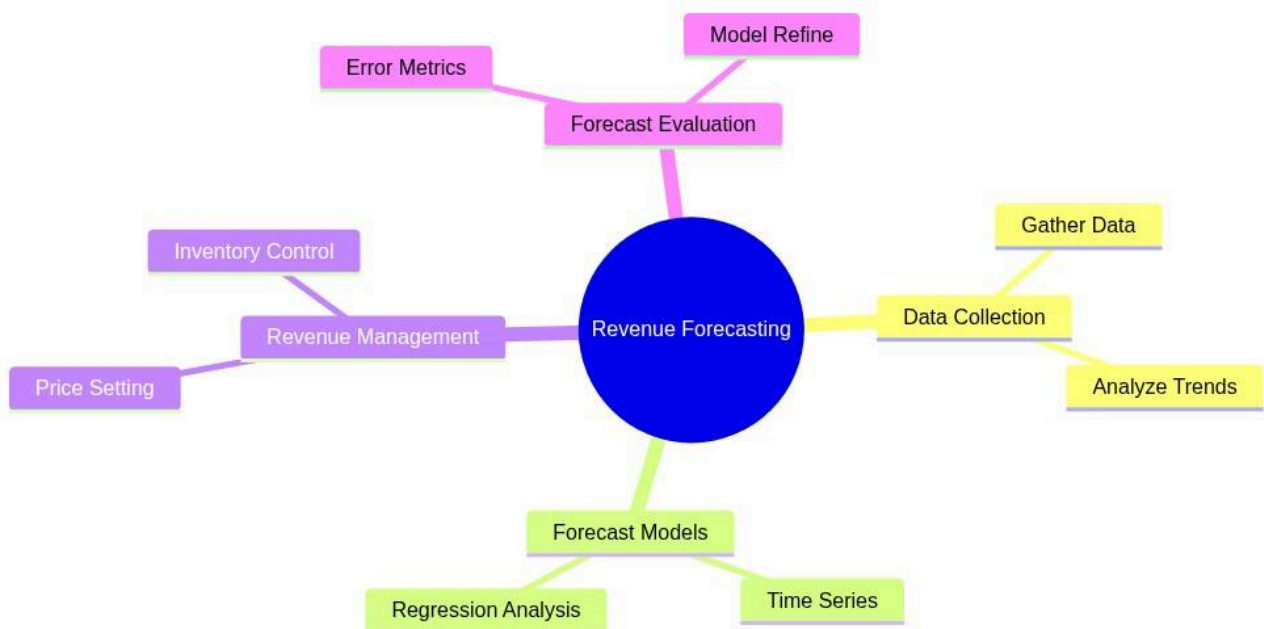 Model Refine
Error Metrics
Forecast Evaluation
Gather Data
Inventory Control
Data Collection
Revenue Forecasting
Revenue Management
Analyze Trends
Price Setting
Forecast Models
Time Series
Regression Analysis